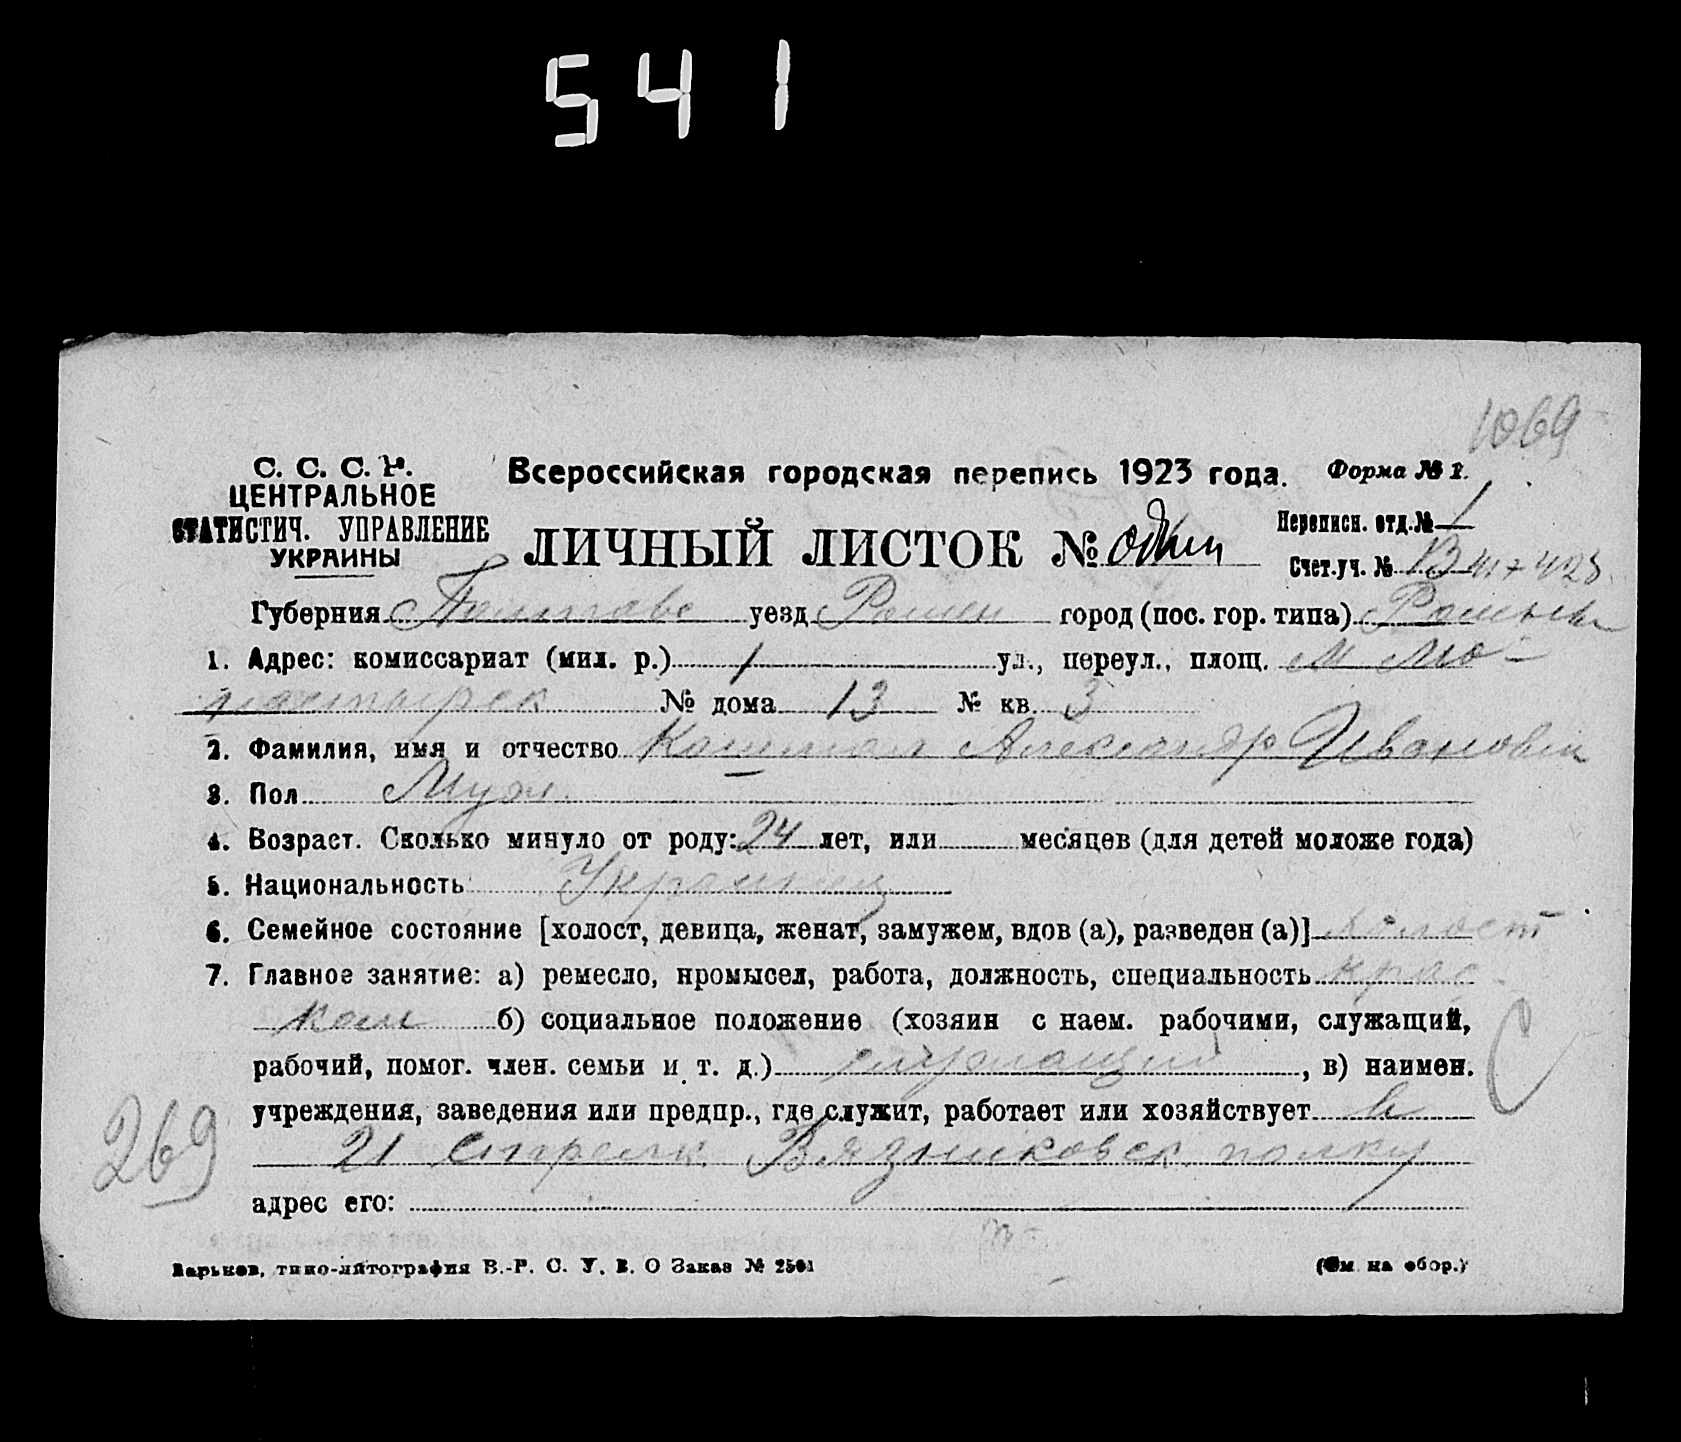 541
1069
С. С. С. Р.
ЦЕНТРАЛЬНОЕ
СТАТИСТИЧ. УПРАВЛЕНИЕ
УКРАИНЫ
Всероссийская городская перепись 1923 года.
Форма № 1.
ЛИЧНЫЙ ЛИСТОК № один
Переписн. отд. № 1
Счет. уч. №
Губерния Полтавс уезд Ромен город (пос. гор. типа) Ромны
1. Адрес: комиссариат (мил. р.) 1 ул., переул., площ. М Мо-
настырск № дома 13 № кв. 3
2. Фамилия, имя и отчество Александр Иванович
3. Пол Муж.
4. Возраст. Сколько минуло от роду: 24 лет, или месяцев (для детей моложе года)
5. Национальность Украинец
6. Семейное состояние [холост, девица, женат, замужем, вдов (а), разведен (а)] Холост
7. Главное занятие: а) ремесло, промысел, работа, должность, специальность крас-
ком б) социальное положение (хозяин с наем. рабочими, служащий,
рабочий, помог. член. семьи и т. д.) служащий, в) наимен.
учреждения, заведения или предпр., где служит, работает или хозяйствует в
21 Стрелк. Вязниковск. полку
адрес его:
269
С
Харьков, типо-литография В.-Р. С. У. В. О Заказ № 2501
(См. на обор.)